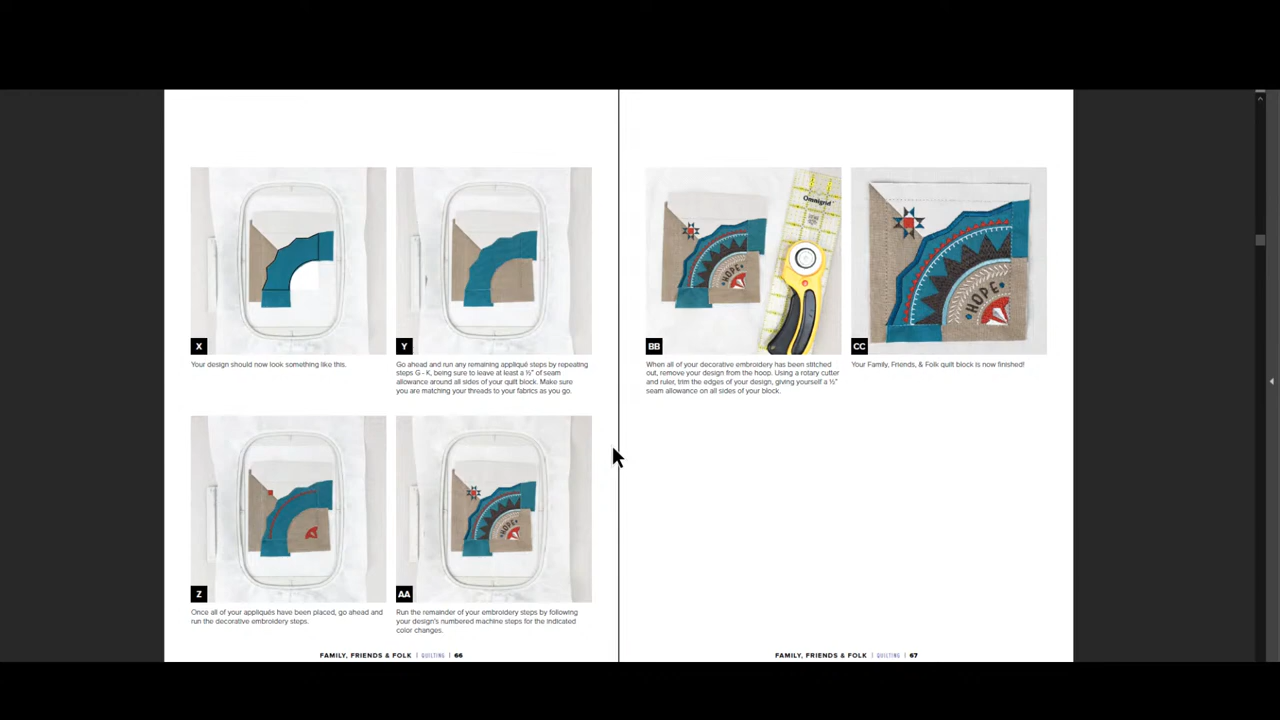 X
Your design should now look something like this.
Y
Go ahead and run any remaining appliqué steps by repeating
steps G - K, being sure to leave at least a ½" of seam
allowance around all sides of your quilt block. Make sure
you are matching your threads to your fabrics as you go.
HOPE
Z
Once all of your appliqués have been placed, go ahead and
run the decorative embroidery steps.
AA
Run the remainder of your embroidery steps by following
your design's numbered machine steps for the indicated
color changes.
FAMILY, FRIENDS & FOLK | QUILTING | 66
Omnigrid
HOPE
BB
When all of your decorative embroidery has been stitched
out, remove your design from the hoop. Using a rotary cutter
and ruler, trim the edges of your design, giving yourself a ½"
seam allowance on all sides of your block.
HOPE
CC
Your Family, Friends, & Folk quilt block is now finished!
FAMILY, FRIENDS & FOLK | QUILTING | 67